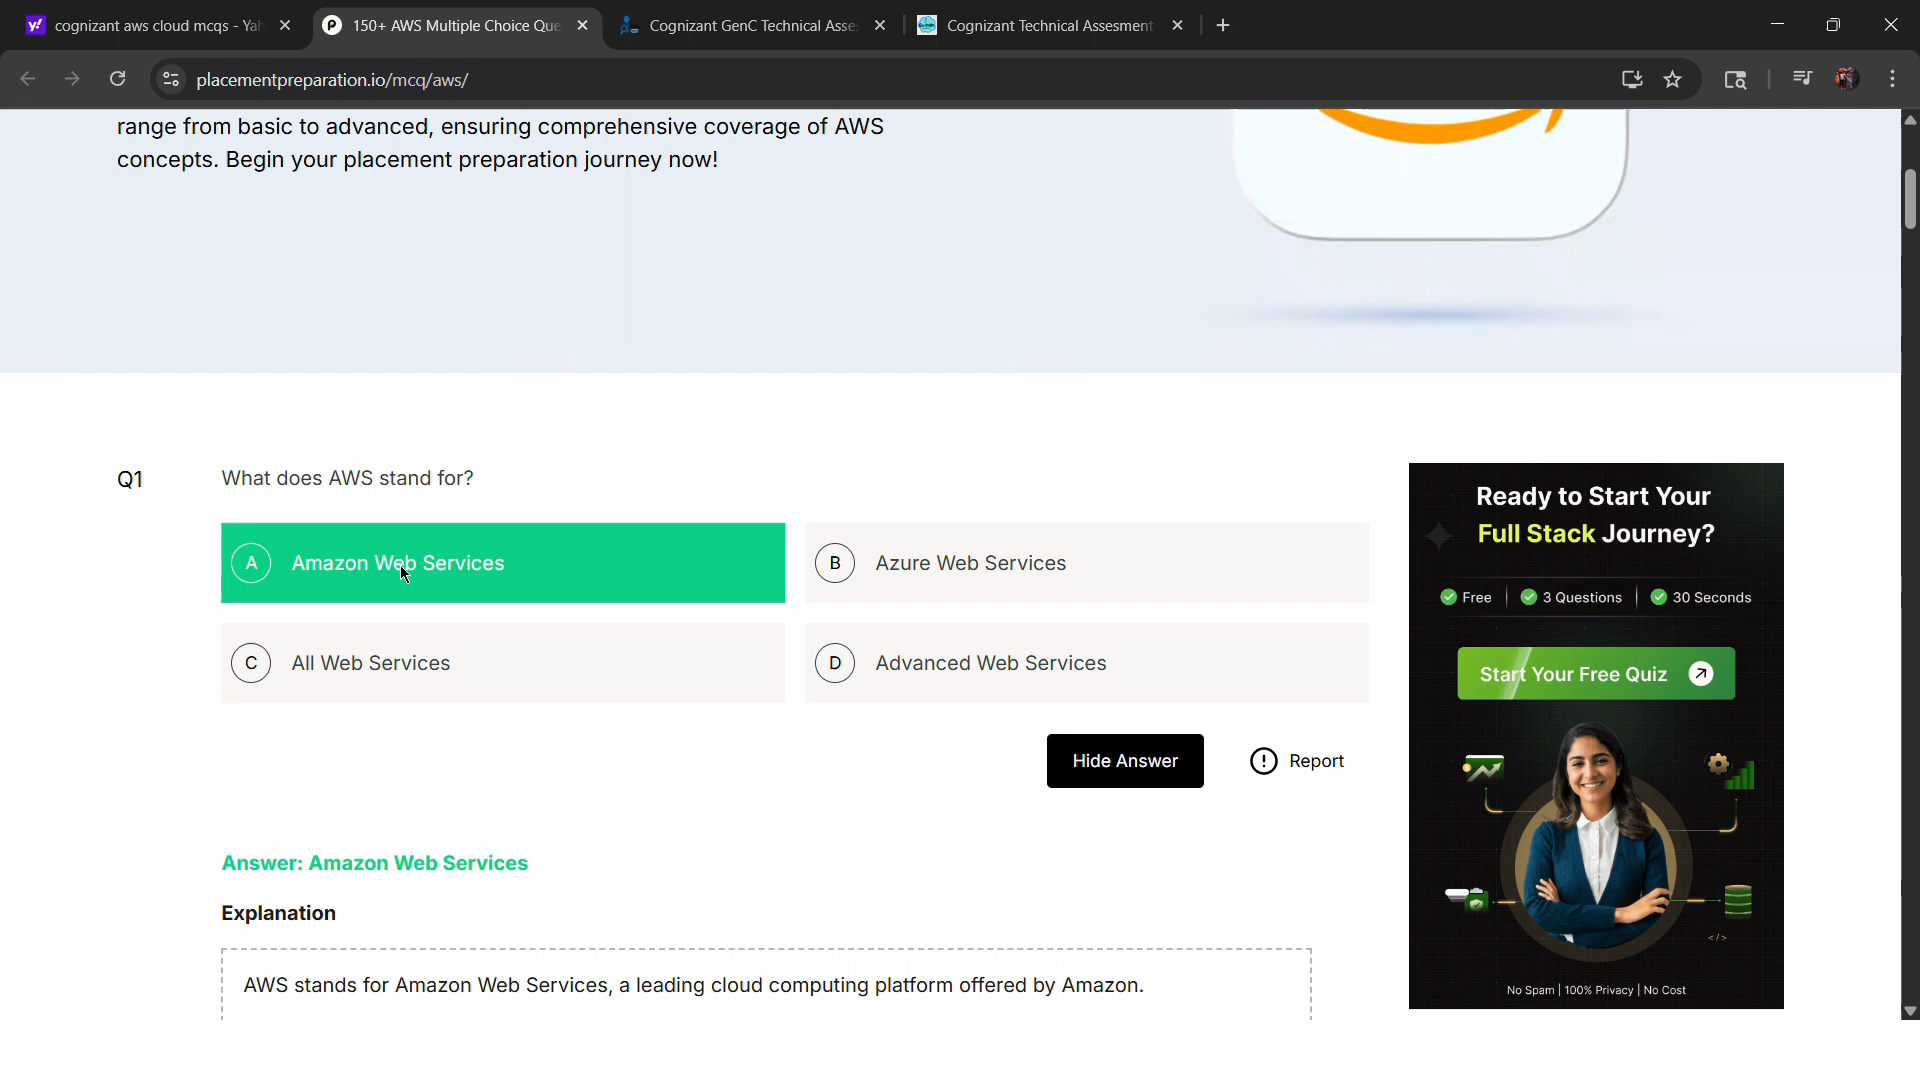 cognizant aws cloud mcqs - Yah
150+ AWS Multiple Choice Que
Cognizant GenC Technical Asse
Cognizant Technical Assesment
placementpreparation.io/mcq/aws/
range from basic to advanced, ensuring comprehensive coverage of AWS
concepts. Begin your placement preparation journey now!
Q1
What does AWS stand for?
A Amazon Web Services
B Azure Web Services
C All Web Services
D Advanced Web Services
Hide Answer
Report
Answer: Amazon Web Services
Explanation
AWS stands for Amazon Web Services, a leading cloud computing platform offered by Amazon.
Ready to Start Your
Full Stack Journey?
Free
3 Questions
30 Seconds
Start Your Free Quiz
</>
No Spam | 100% Privacy | No Cost